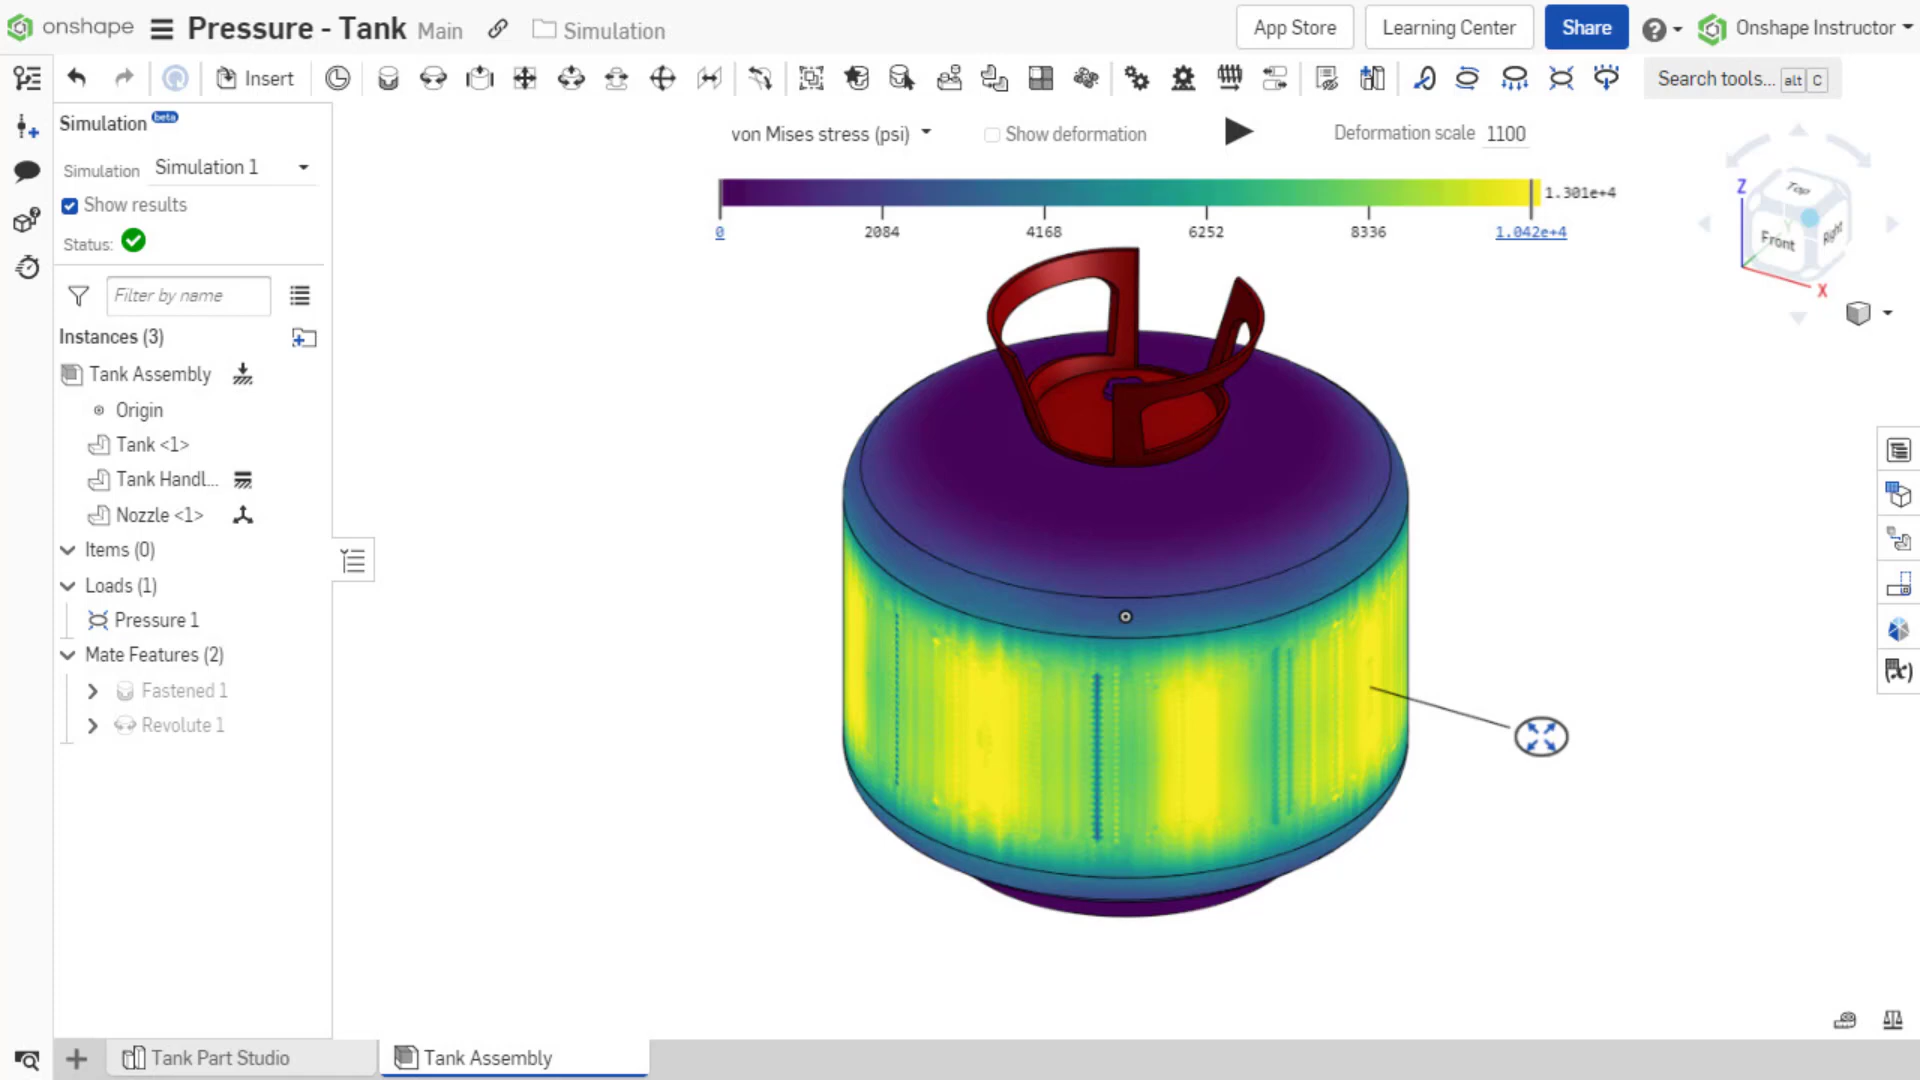 onshape Pressure - Tank Main Simulation App Store Learning Center Share Onshape Instructor
Insert Search tools... alt C
Simulation beta
Simulation Simulation 1
Show results
Status:
Filter by name
Instances (3)
Tank Assembly
Origin
Tank <1>
Tank Handl...
Nozzle <1>
Items (0)
Loads (1)
Pressure 1
Mate Features (2)
Fastened 1
Revolute 1
von Mises stress (psi) Show deformation Deformation scale 1100
1.301e+4
0 2084 4168 6252 8336 1.042e+4
Z Top Front Right Y X
(x)
Tank Part Studio Tank Assembly